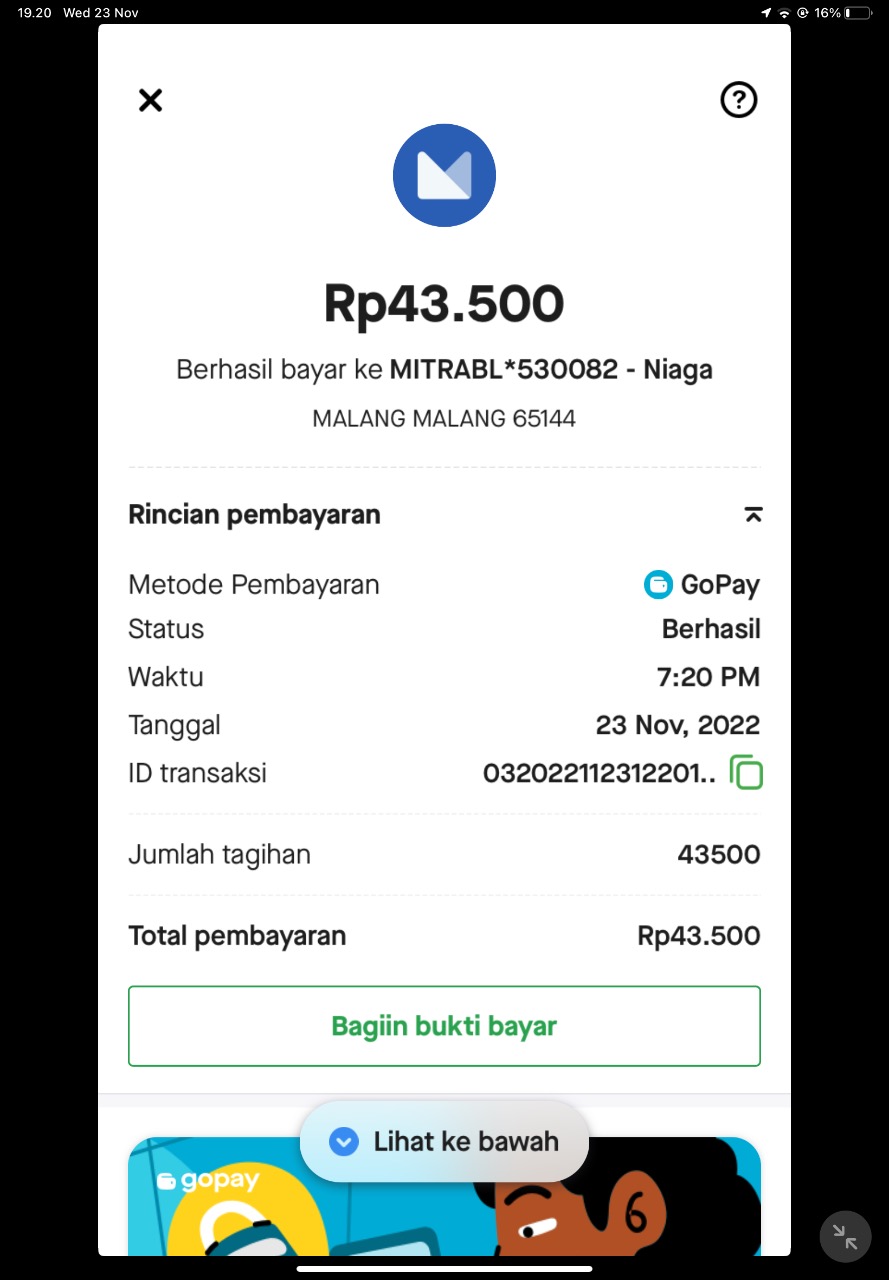 19.20 Wed 23 Nov 16%
Rp43.500
Berhasil bayar ke MITRABL*530082 - Niaga
MALANG MALANG 65144
Rincian pembayaran
Metode Pembayaran GoPay
Status Berhasil
Waktu 7:20 PM
Tanggal 23 Nov, 2022
ID transaksi 032022112312201..
Jumlah tagihan 43500
Total pembayaran Rp43.500
Bagiin bukti bayar
Lihat ke bawah
gopay